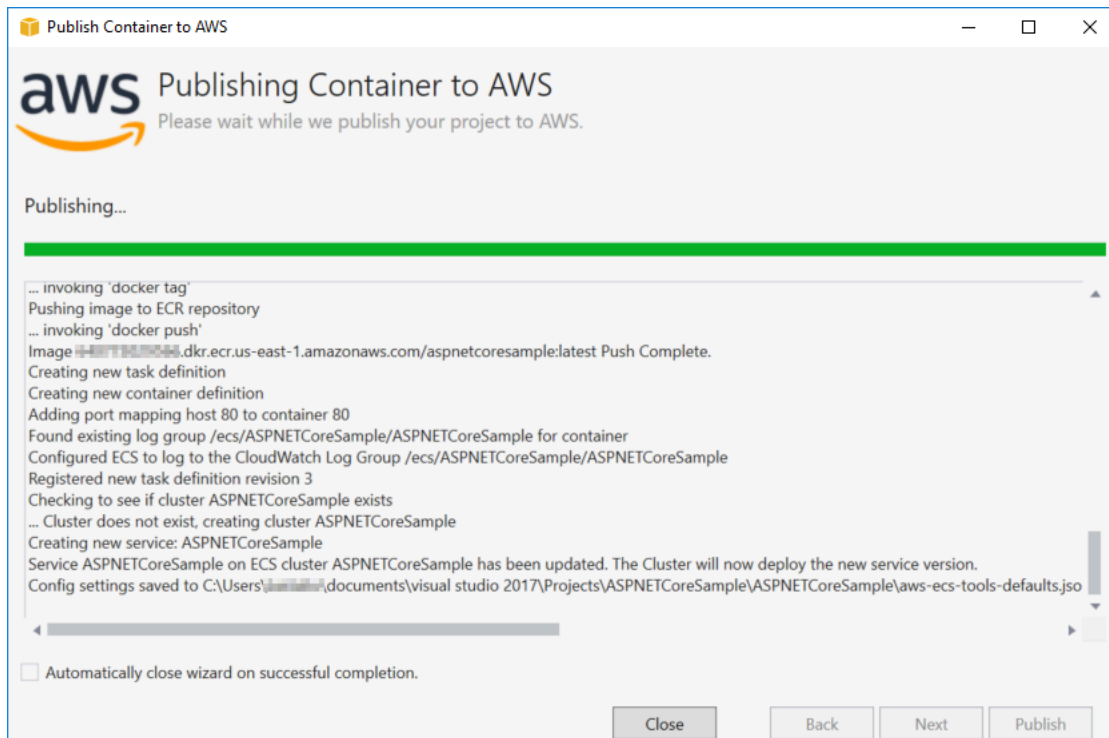 Publish Container to AWS
aws
Publishing Container to AWS
Please wait while we publish your project to AWS.
Publishing...
... invoking 'docker tag'
Pushing image to ECR repository
... invoking 'docker push'
Image .dkr.ecr.us-east-1.amazonaws.com/aspnetcoresample:latest Push Complete.
Creating new task definition
Creating new container definition
Adding port mapping host 80 to container 80
Found existing log group /ecs/ASPNETCoreSample/ASPNETCoreSample for container
Configured ECS to log to the CloudWatch Log Group /ecs/ASPNETCoreSample/ASPNETCoreSample
Registered new task definition revision 3
Checking to see if cluster ASPNETCoreSample exists
... Cluster does not exist, creating cluster ASPNETCoreSample
Creating new service: ASPNETCoreSample
Service ASPNETCoreSample on ECS cluster ASPNETCoreSample has been updated. The Cluster will now deploy the new service version.
Config settings saved to C:\Users\\documents\visual studio 2017\Projects\ASPNETCoreSample\ASPNETCoreSample\aws-ecs-tools-defaults.jso
Automatically close wizard on successful completion.
Close Back Next Publish